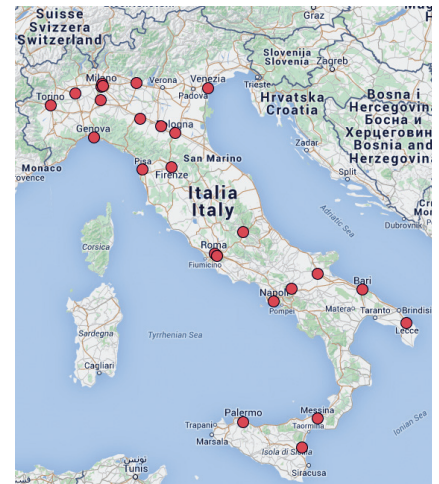 Suisse
Svizzera
Switzerland
Graz
Slovenija
Slovenia
Zagreb
Milano
Verona
Venezia
Trieste
Torino
Padova
Hrvatska
Croatia
Bosna i
Hercegovina
Босна и
Херцеговина
Bosnia and
Herzegovina
Bologna
Genova
Zadar
San Marino
Monaco
Pisa
Firenze
Split
ovence
Italia
Italy
Adriatic Sea
Dubrovnik
Corsica
Roma
Fiumicino
Napoli
Bari
Pompei
Matera
Taranto
Brindisi
Lecce
Sardegna
Tyrrhenian Sea
Cagliari
Palermo
Messina
Trapani
Taormina
Marsala
Ionian Sea
Isola di Sicilia
تونس
Tunis
Siracusa